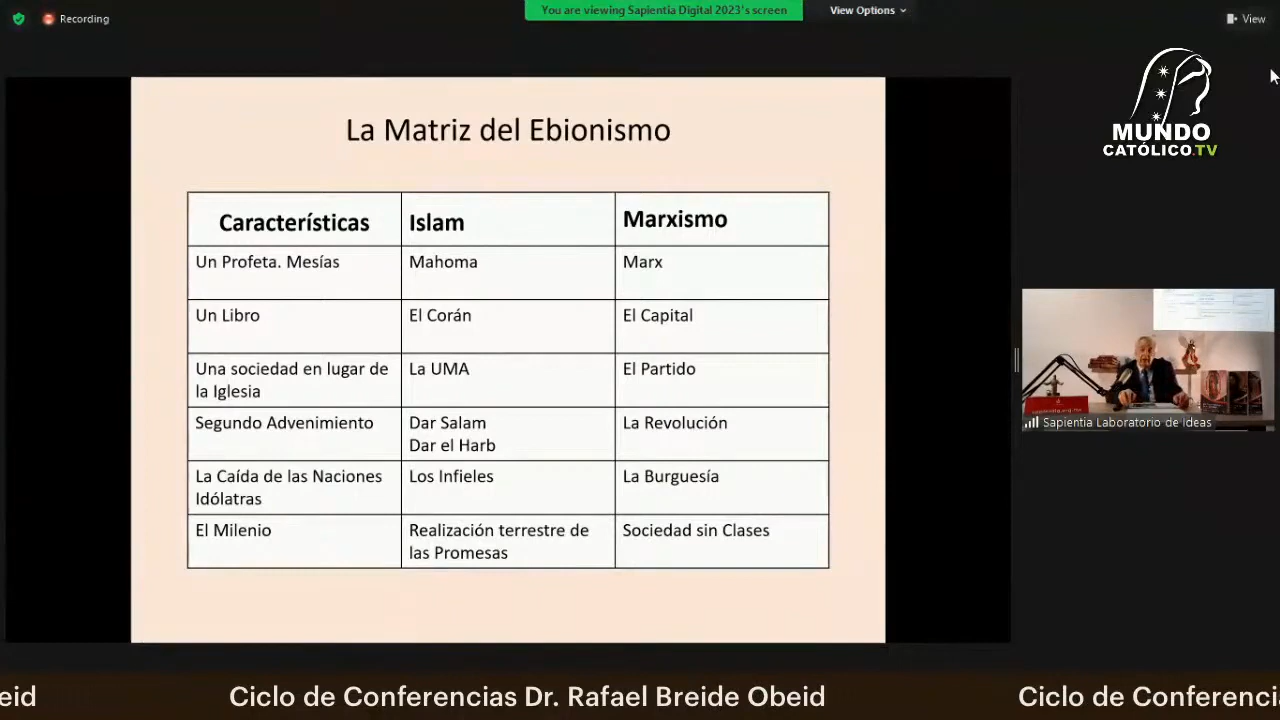 Recording
You are viewing Sapientia Digital 2023's screen
View Options
View
MUNDO
CATÓLICO.TV
La Matriz del Ebionismo
Características Islam Marxismo
Un Profeta. Mesías Mahoma Marx
Un Libro El Corán El Capital
Una sociedad en lugar de
la Iglesia
La UMA El Partido
Segundo Advenimiento
Dar Salam
Dar el Harb
La Revolución
La Caída de las Naciones
Idólatras
Los Infieles La Burguesía
El Milenio
Realización terrestre de
las Promesas
Sociedad sin Clases
Sapientia Laboratorio de Ideas
eid Ciclo de Conferencias Dr. Rafael Breide Obeid Ciclo de Conferenci